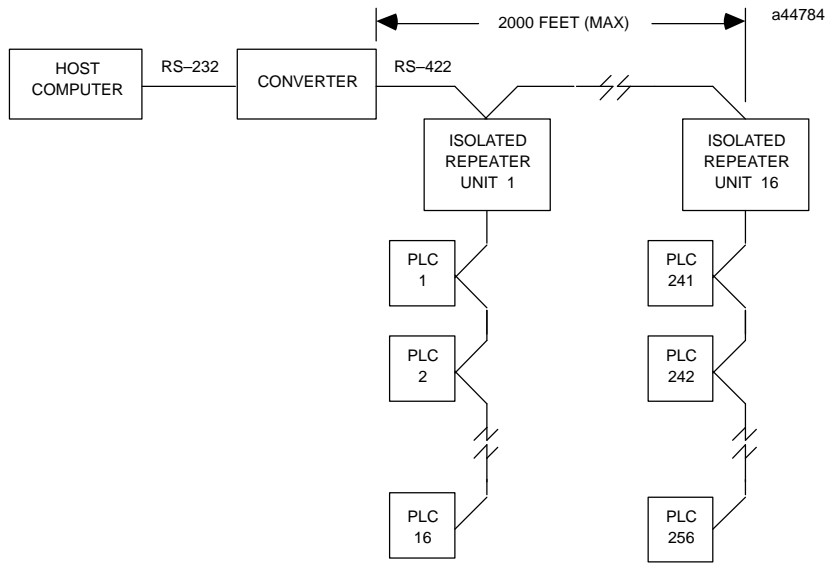 a44784
2000 FEET (MAX)
HOST
COMPUTER
RS–232
CONVERTER
RS–422
ISOLATED
REPEATER
UNIT 1
ISOLATED
REPEATER
UNIT 16
PLC
1
PLC
241
PLC
2
PLC
242
PLC
16
PLC
256